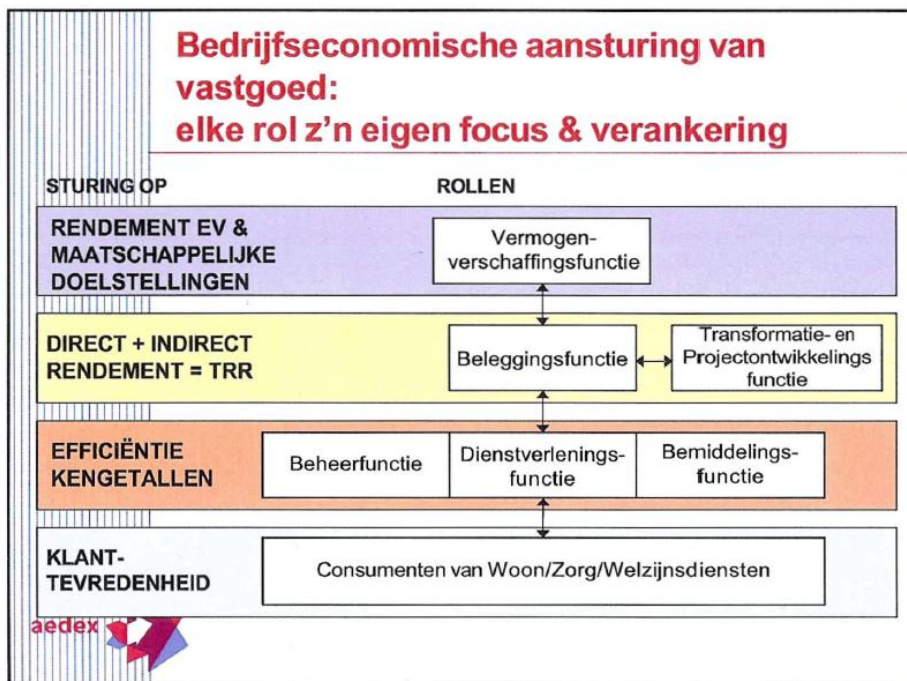 Bedrijfseconomische aansturing van
vastgoed:
elke rol z'n eigen focus & verankering
STURING OP
ROLLEN
RENDEMENT EV &
MAATSCHAPPELIJKE
DOELSTELLINGEN
Vermogen-
verschaffingsfunctie
DIRECT + INDIRECT
RENDEMENT = TRR
Beleggingsfunctie
Transformatie- en
Projectontwikkelings
functie
EFFICIËNTIE
KENGETALLEN
Beheerfunctie
Dienstverlenings-
functie
Bemiddelings-
functie
KLANT-
TEVREDENHEID
Consumenten van Woon/Zorg/Welzijnsdiensten
aedex